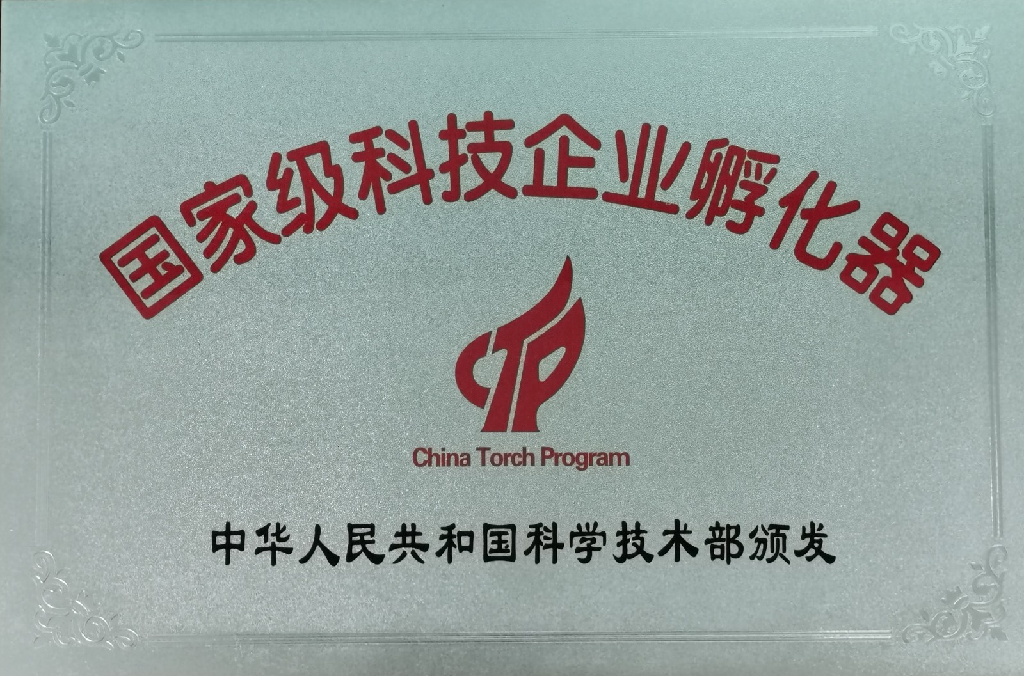 国家级科技企业孵化器
CTP
China Torch Program
中华人民共和国科学技术部颁发